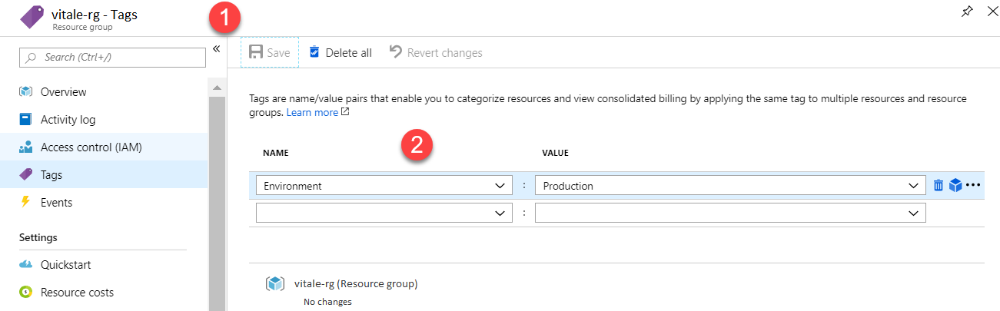 vitale-rg - Tags
Resource group
1
Search (Ctrl+/)
«
Save
Delete all
Revert changes
Overview
Activity log
Access control (IAM)
Tags
Events
Settings
Quickstart
Resource costs
Tags are name/value pairs that enable you to categorize resources and view consolidated billing by applying the same tag to multiple resources and resource
groups. Learn more
2
NAME VALUE
Environment : Production
:
vitale-rg (Resource group)
No changes